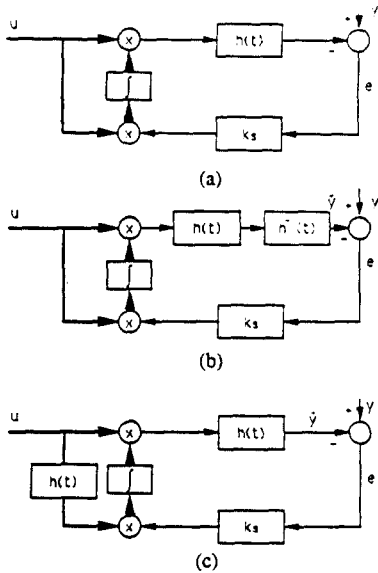 u × h(t) + y
-
∫ e
× ks
(a)
u × h(t) h⁻(t) ŷ + y
-
∫ e
× ks
(b)
u × h(t) ŷ + y
-
h(t) ∫ e
× ks
(c)